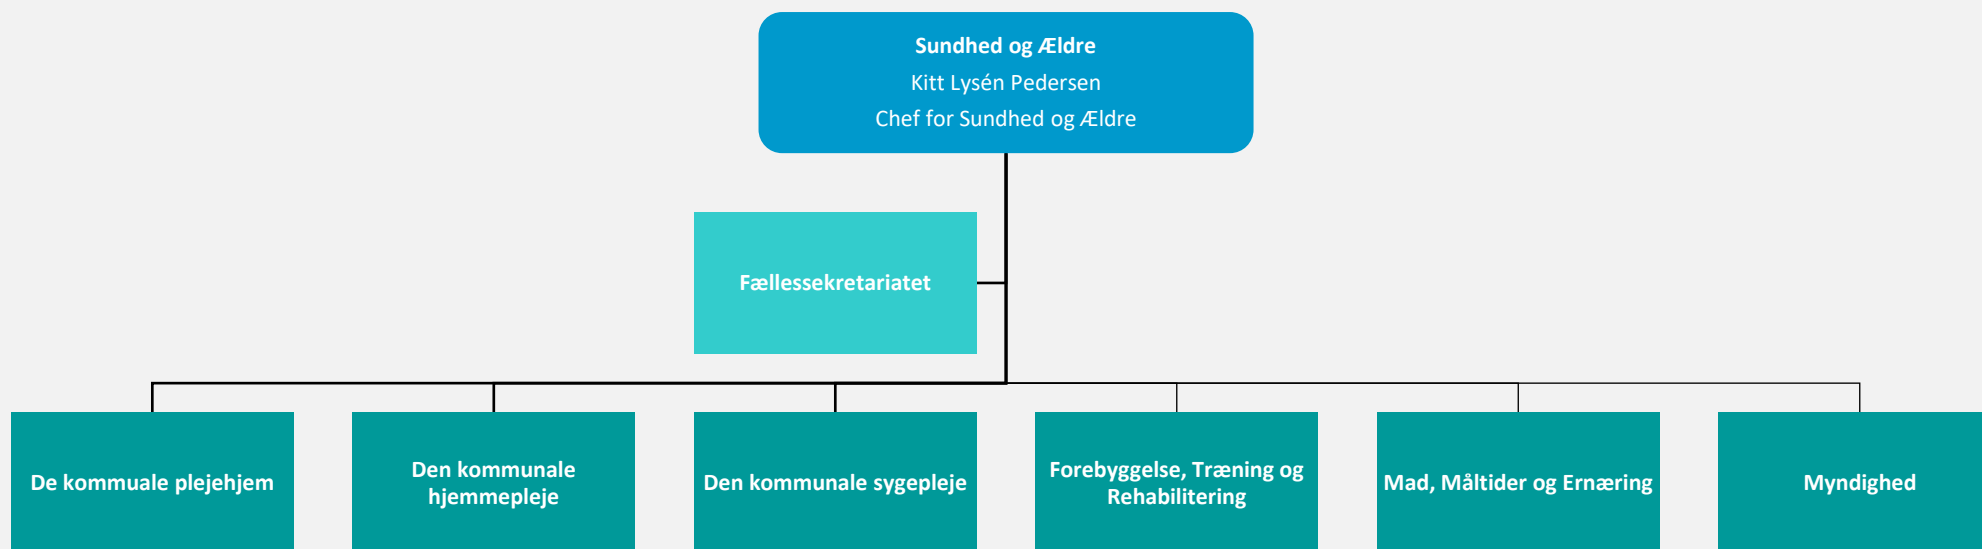 Sundhed og Ældre
Kitt Lysén Pedersen
Chef for Sundhed og Ældre
Fællessekretariatet
De kommuale plejehjem
Den kommunale
hjemmepleje
Den kommunale sygepleje
Forebyggelse, Træning og
Rehabilitering
Mad, Måltider og Ernæring
Myndighed